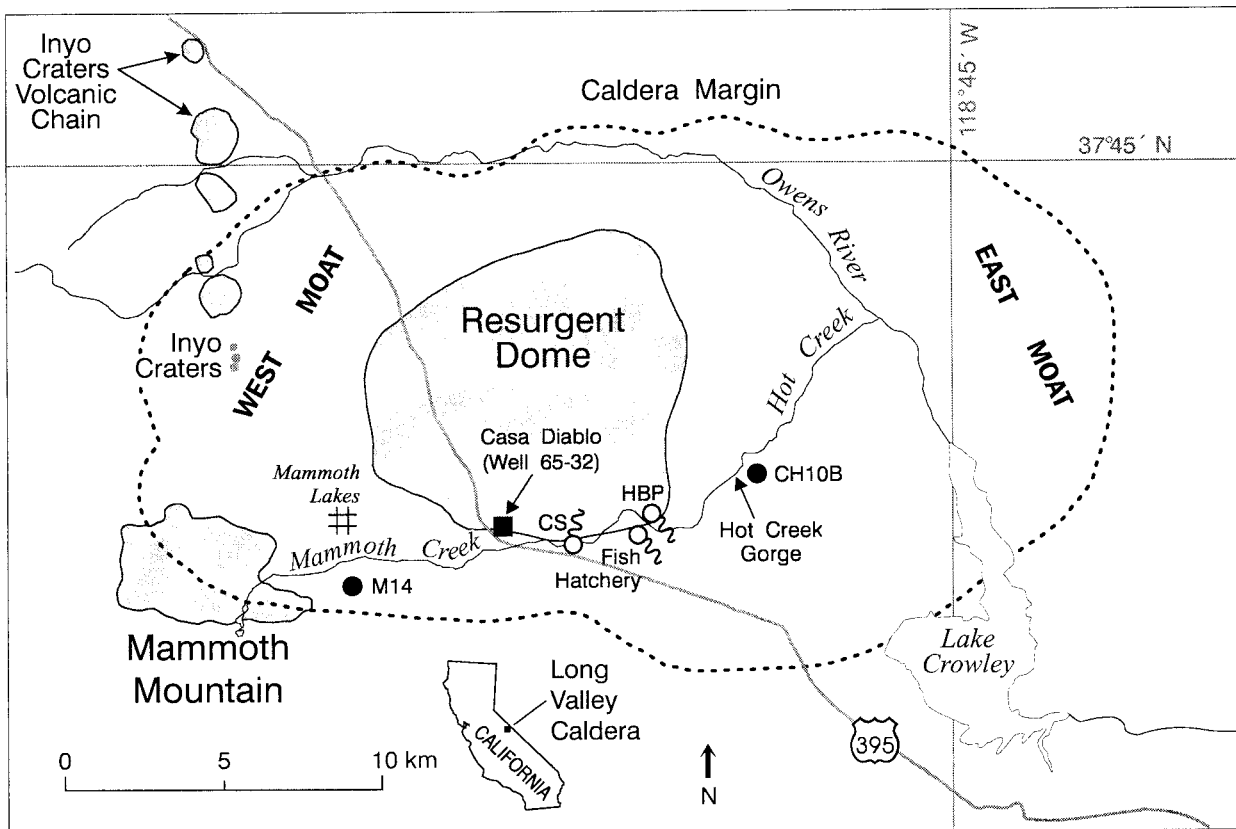 Inyo
Craters
Volcanic
Chain
Caldera Margin
118°45´ W
37°45´ N
Owens
River
WEST
MOAT
EAST
MOAT
Resurgent
Dome
Hot Creek
Inyo
Craters
Casa Diablo
(Well 65-32)
Mammoth
Lakes
HBP
CH10B
CS
Hot Creek
Gorge
Mammoth Creek
Fish
Hatchery
M14
Mammoth
Mountain
Lake
Crowley
Long
Valley
Caldera
CALIFORNIA
395
0 5 10 km
N